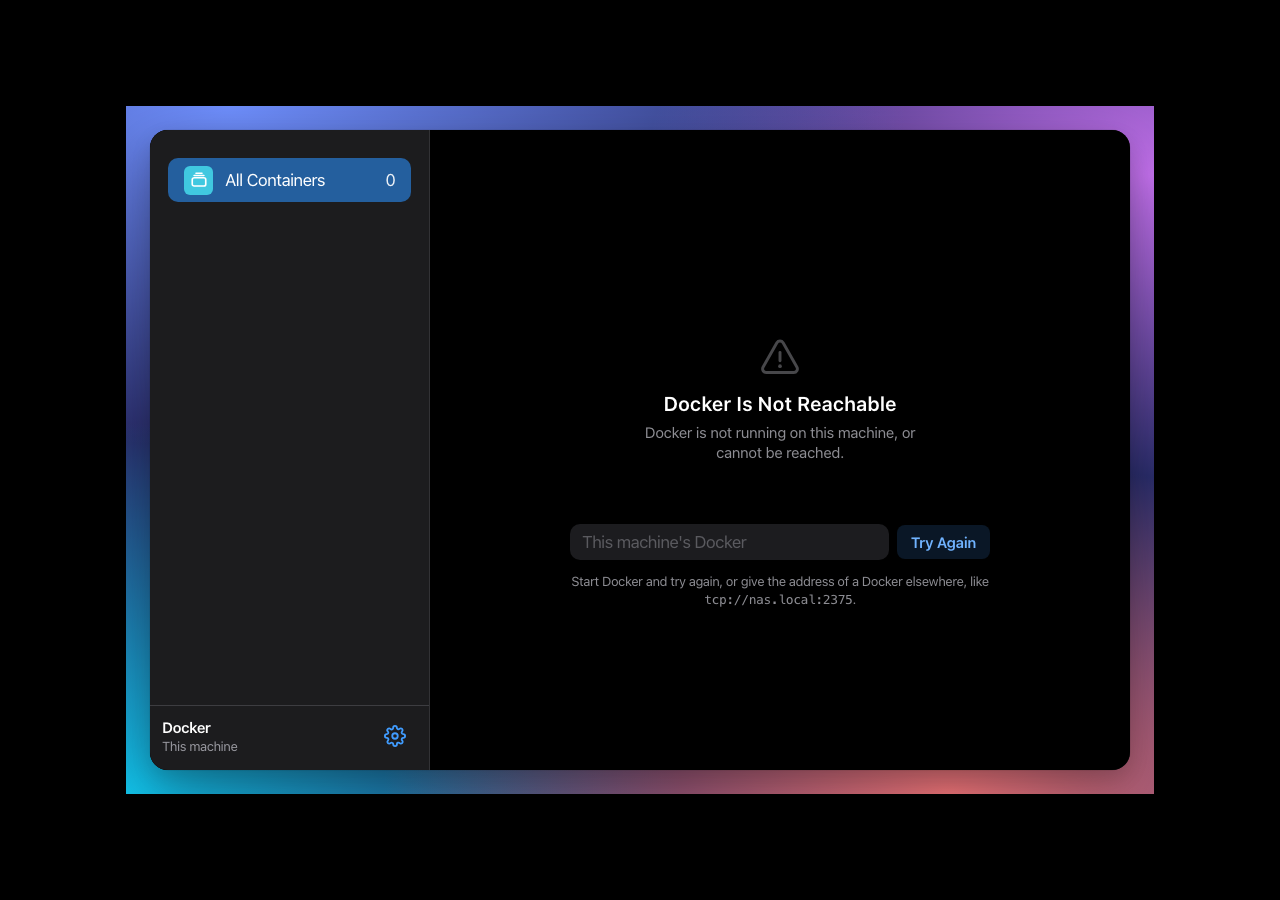 All Containers 0
Docker Is Not Reachable
Docker is not running on this machine, or
cannot be reached.
This machine's Docker
Try Again
Start Docker and try again, or give the address of a Docker elsewhere, like
tcp://nas.local:2375.
Docker
This machine